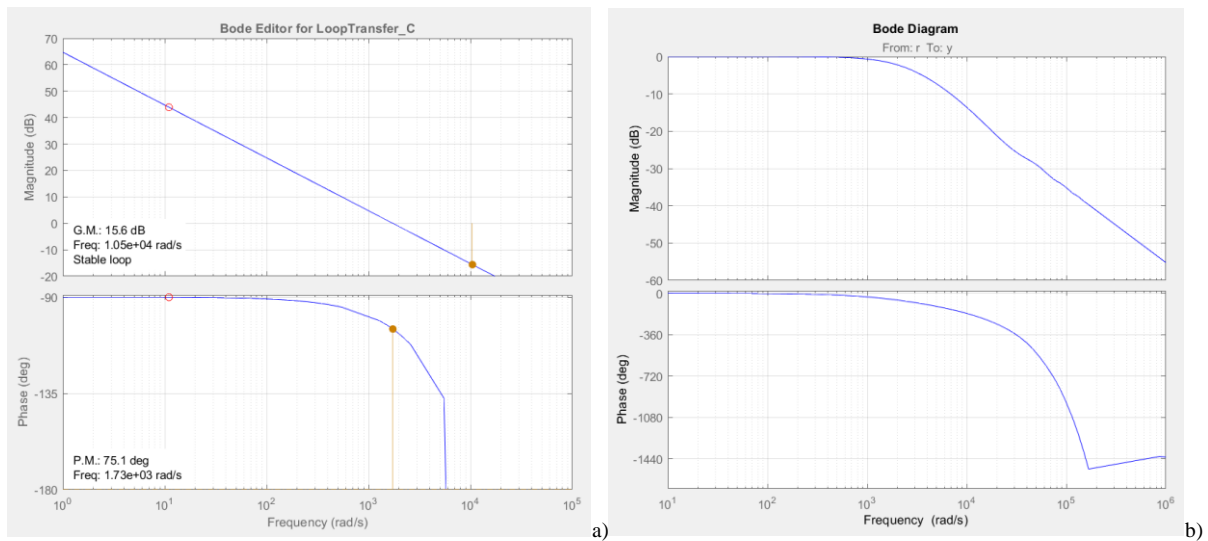 Bode Editor for LoopTransfer_C
70
60
50
40
30
20
10
0
-10
-20
Magnitude (dB)
G.M.: 15.6 dB
Freq: 1.05e+04 rad/s
Stable loop
-90
-135
-180
Phase (deg)
P.M.: 75.1 deg
Freq: 1.73e+03 rad/s
10^0 10^1 10^2 10^3 10^4 10^5
Frequency (rad/s)
a)
Bode Diagram
From: r To: y
0
-10
-20
-30
-40
-50
-60
Magnitude (dB)
0
-360
-720
-1080
-1440
Phase (deg)
10^1 10^2 10^3 10^4 10^5 10^6
Frequency (rad/s)
b)